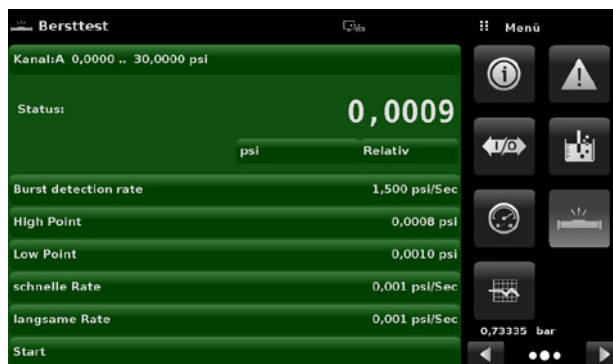 Bersttest
Kanal:A 0,0000 .. 30,0000 psi
Status:
0,0009
psi Relativ
Burst detection rate 1,500 psi/Sec
High Point 0,0008 psi
Low Point 0,0010 psi
schnelle Rate 0,001 psi/Sec
langsame Rate 0,001 psi/Sec
Start
Menü
I/O
0,73335 bar